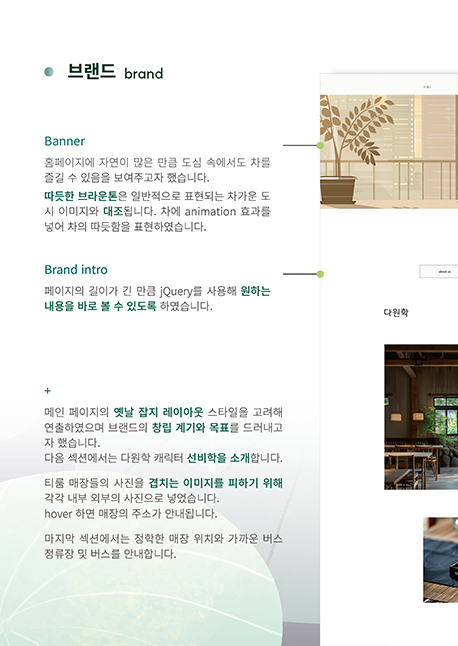 브랜드 brand
Banner
홈페이지에 자연이 많은 만큼 도심 속에서도 차를
즐길 수 있음을 보여주고자 했습니다.
따듯한 브라운톤은 일반적으로 표현되는 차가운 도
시 이미지와 대조됩니다. 차에 animation 효과를
넣어 차의 따듯함을 표현하였습니다.
Brand intro
페이지의 길이가 긴 만큼 jQuery를 사용해 원하는
내용을 바로 볼 수 있도록 하였습니다.
about us
다원학
+
메인 페이지의 옛날 잡지 레이아웃 스타일을 고려해
연출하였으며 브랜드의 창립 계기와 목표를 드러내고
자 했습니다.
다음 섹션에서는 다원학 캐릭터 선비학을 소개합니다.
티룸 매장들의 사진을 겹치는 이미지를 피하기 위해
각각 내부 외부의 사진으로 넣었습니다.
hover 하면 매장의 주소가 안내됩니다.
마지막 섹션에서는 정학한 매장 위치와 가까운 버스
정류장 및 버스를 안내합니다.